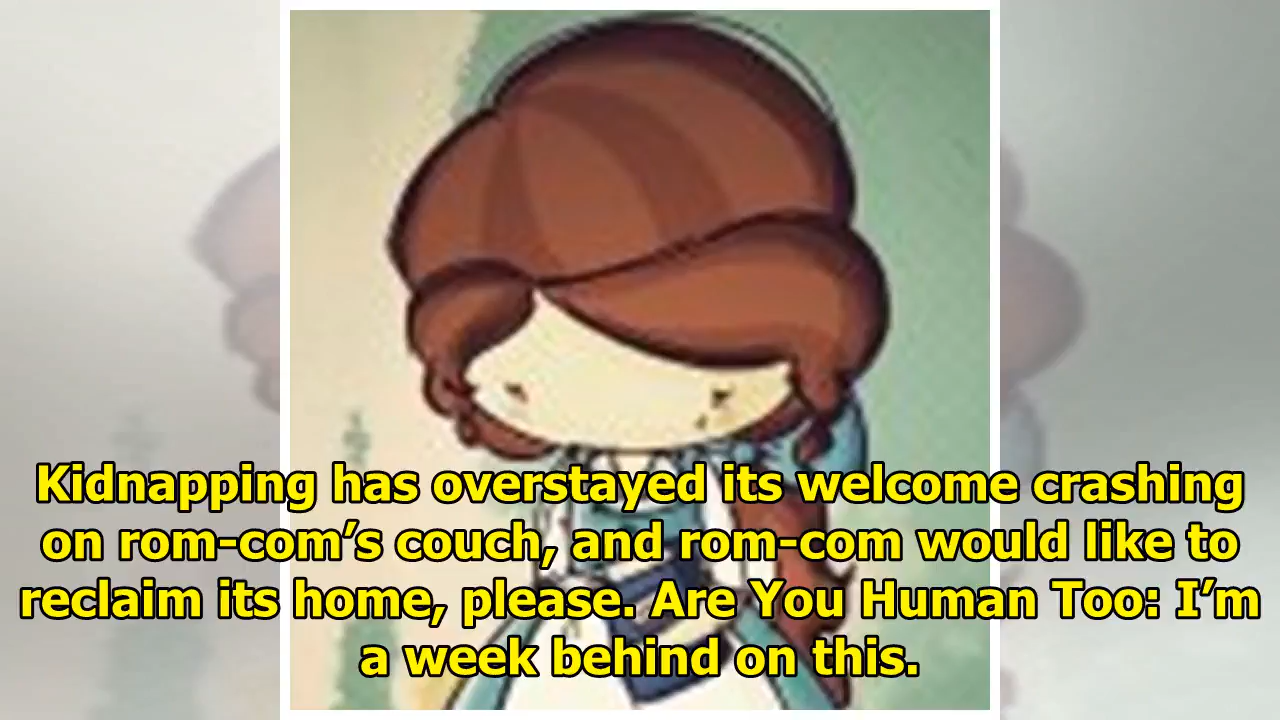 Kidnapping has overstayed its welcome crashing
on rom-com’s couch, and rom-com would like to
reclaim its home, please. Are You Human Too: I’m
a week behind on this.